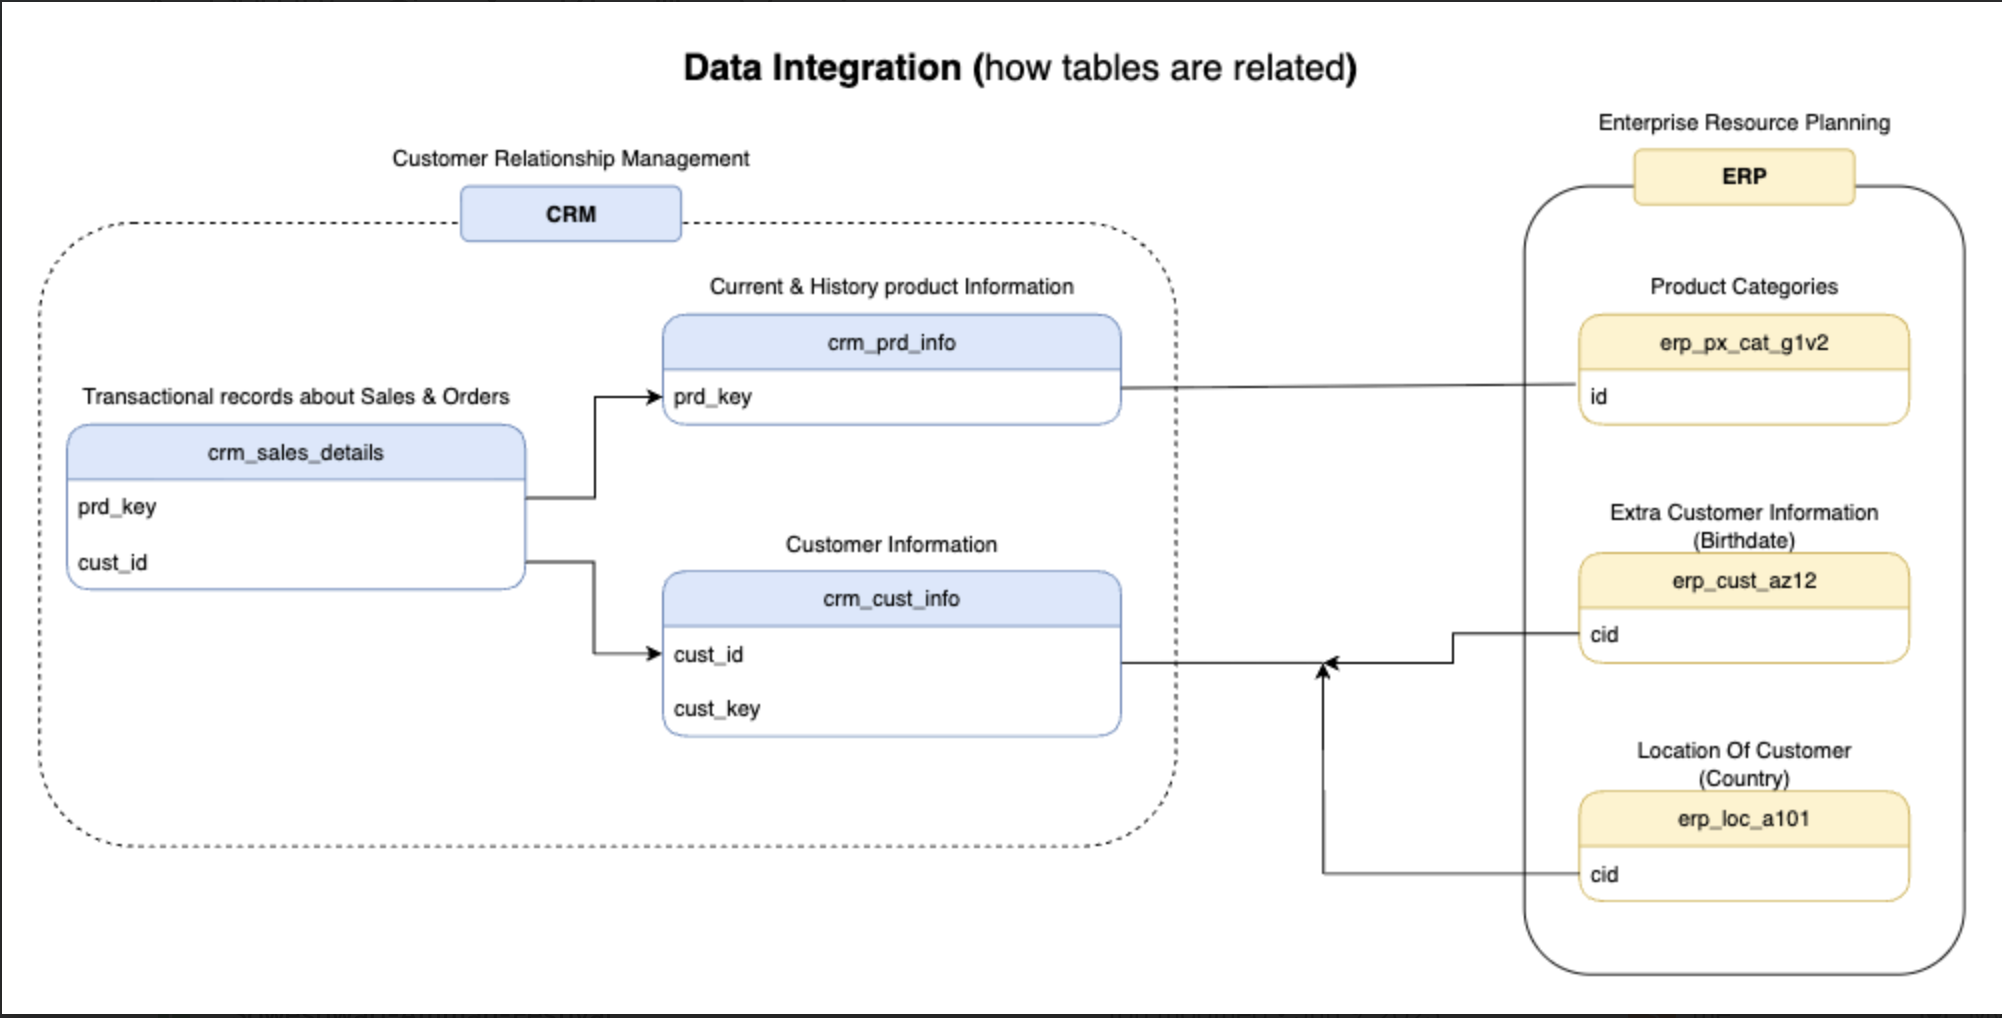 Data Integration (how tables are related)
Customer Relationship Management
CRM
Transactional records about Sales & Orders
crm_sales_details
prd_key
cust_id
Current & History product Information
crm_prd_info
prd_key
Customer Information
crm_cust_info
cust_id
cust_key
Enterprise Resource Planning
ERP
Product Categories
erp_px_cat_g1v2
id
Extra Customer Information
(Birthdate)
erp_cust_az12
cid
Location Of Customer
(Country)
erp_loc_a101
cid